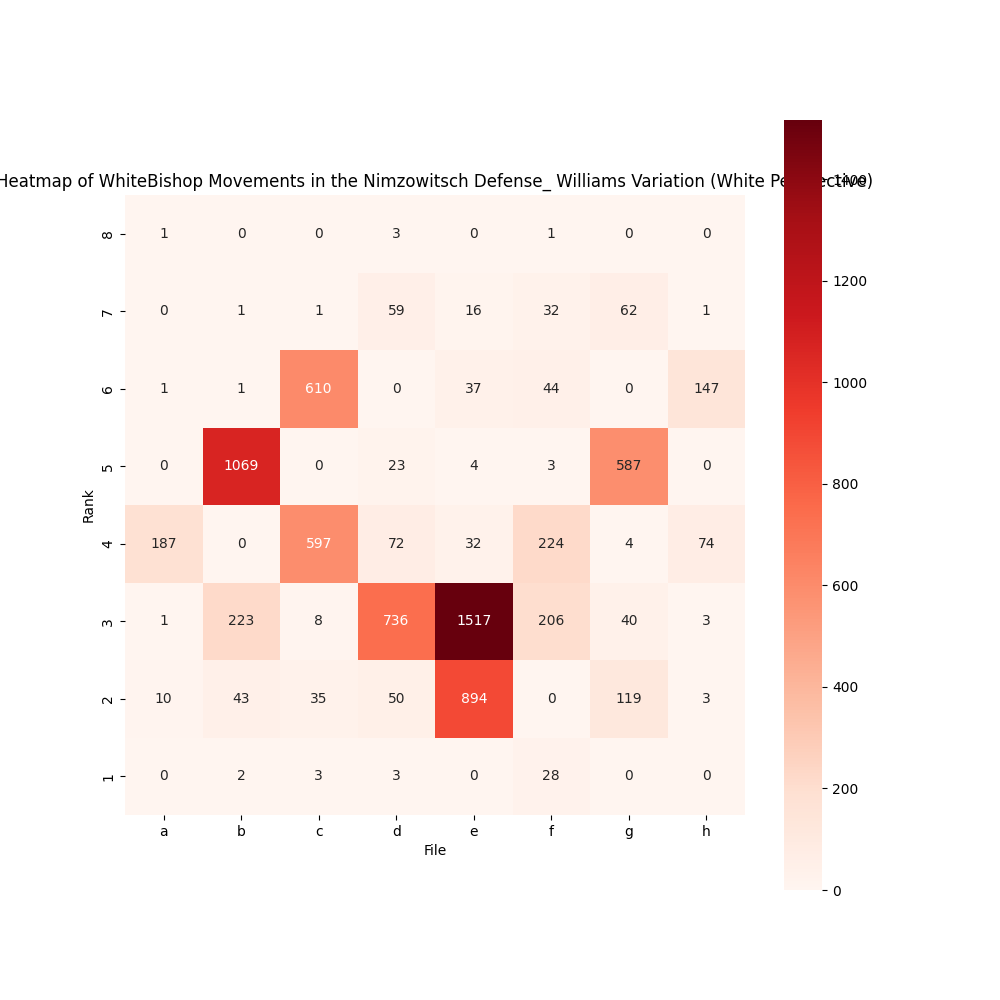 Heatmap of WhiteBishop Movements in the Nimzowitsch Defense_ Williams Variation (White Perspective)
1400
8 1 0 0 3 0 1 0 0
1200
7 0 1 1 59 16 32 62 1
1000
6 1 1 610 0 37 44 0 147
5 0 1069 0 23 4 3 587 0
800
Rank
4 187 0 597 72 32 224 4 74
600
3 1 223 8 736 1517 206 40 3
400
2 10 43 35 50 894 0 119 3
200
1 0 2 3 3 0 28 0 0
a b c d e f g h
File
0